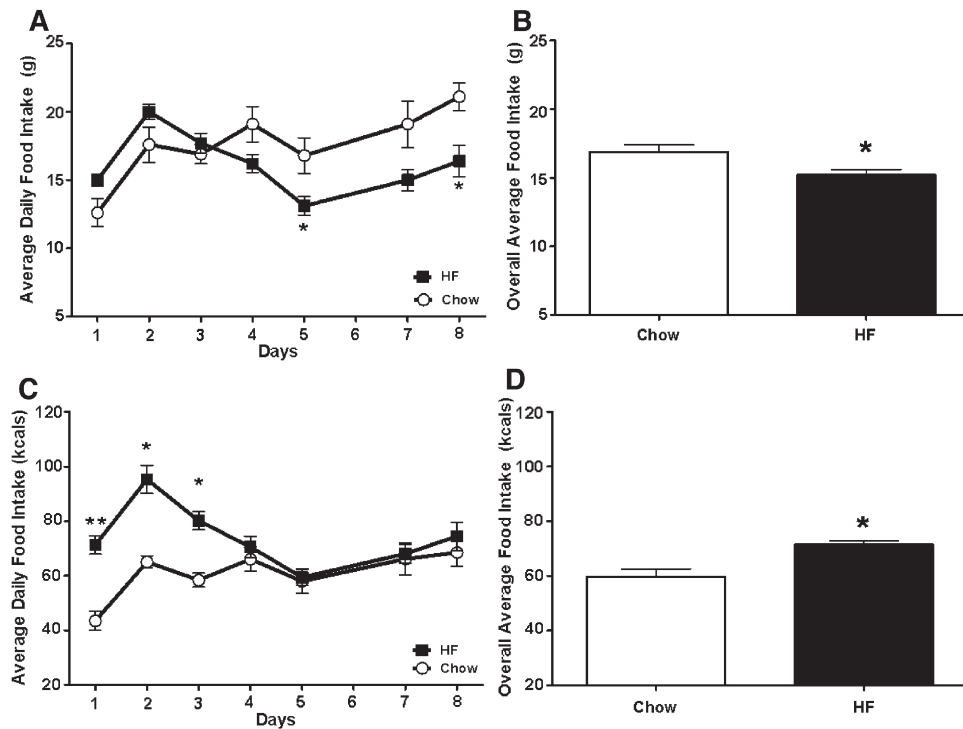 A
Average Daily Food Intake (g)
25
20
15
10
5
*
*
HF
Chow
1 2 3 4 5 6 7 8
Days
B
Overall Average Food Intake (g)
25
20
15
10
5
*
Chow HF
C
Average Daily Food Intake (kcals)
120
100
80
60
40
20
**
*
*
HF
Chow
1 2 3 4 5 6 7 8
Days
D
Overall Average Food Intake (kcals)
120
100
80
60
40
20
*
Chow HF